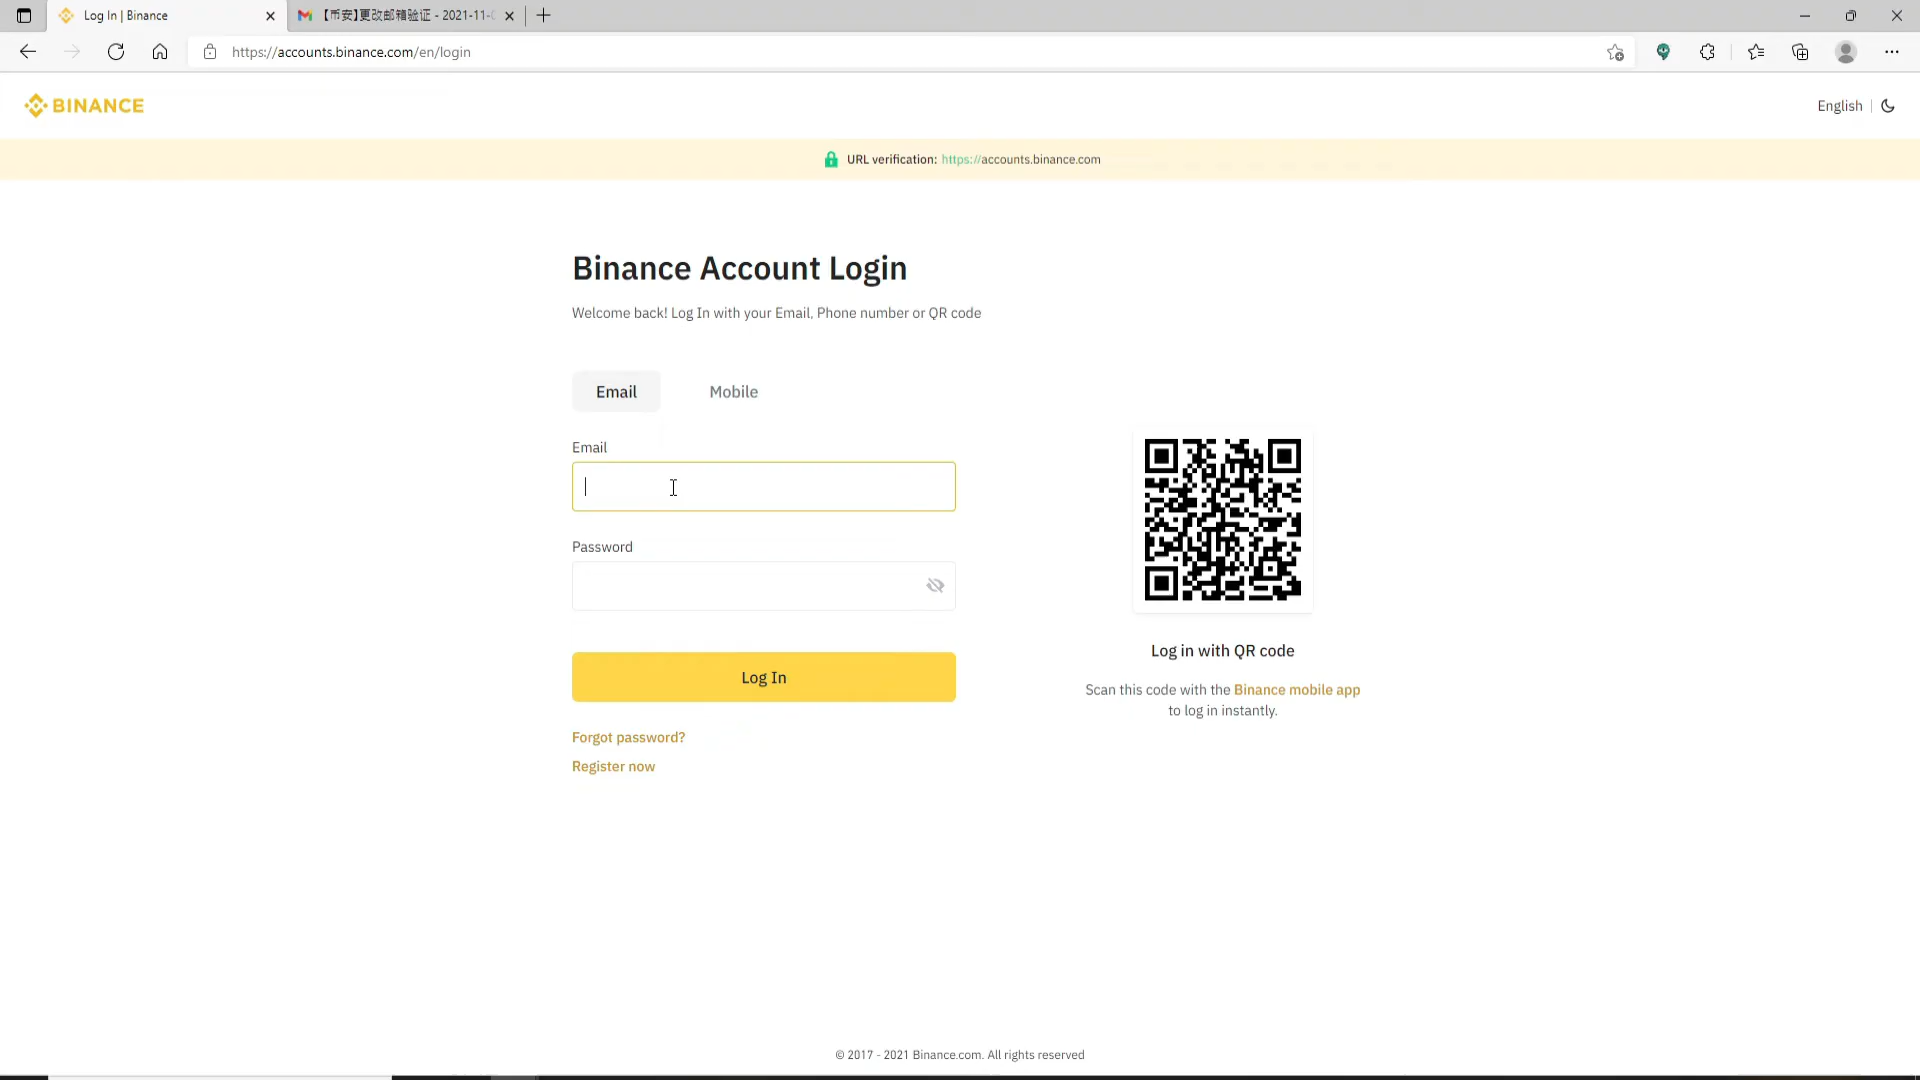 Log In | Binance
【币安】更改邮箱验证 - 2021-11-
https://accounts.binance.com/en/login
BINANCE
English
URL verification: https://accounts.binance.com
Binance Account Login
Welcome back! Log In with your Email, Phone number or QR code
Email
Mobile
Email
Password
Log In
Forgot password?
Register now
Log in with QR code
Scan this code with the Binance mobile app
to log in instantly.
© 2017 - 2021 Binance.com. All rights reserved